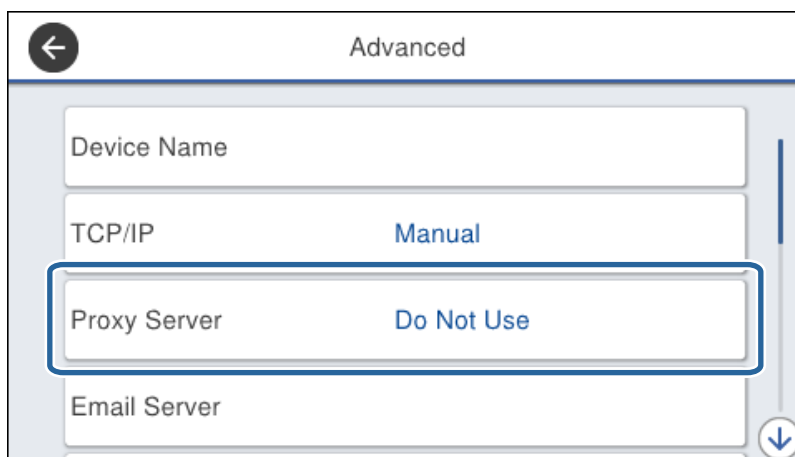 Advanced
Device Name
TCP/IP Manual
Proxy Server Do Not Use
Email Server